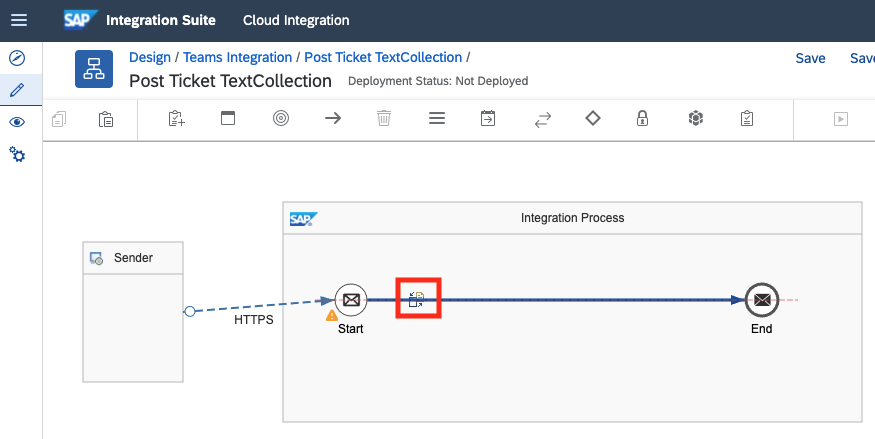 SAP Integration Suite Cloud Integration
Design / Teams Integration / Post Ticket TextCollection /
Save
Post Ticket TextCollection Deployment Status: Not Deployed
SAP Integration Process
Sender
HTTPS
Start
End